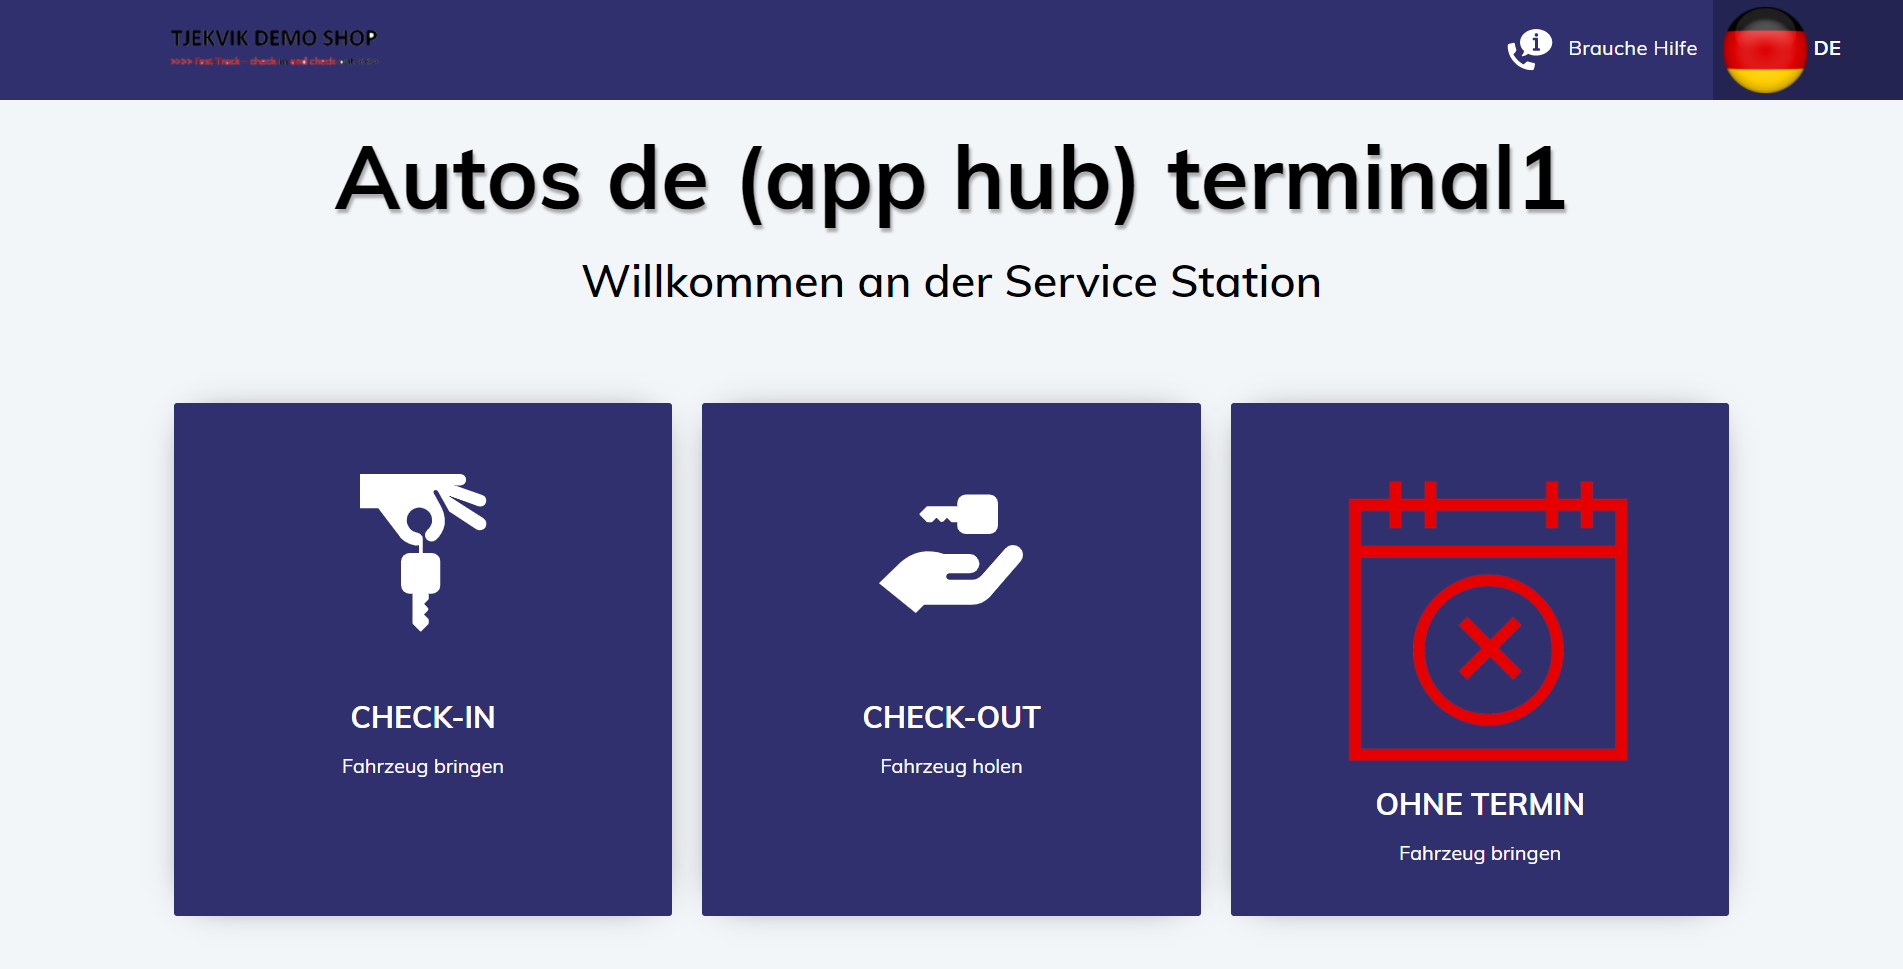 TJEKVIK DEMO SHOP
>>>> Fast Track - check in and check
Brauche Hilfe
DE
Autos de (app hub) terminal1
Willkommen an der Service Station
CHECK-IN
Fahrzeug bringen
CHECK-OUT
Fahrzeug holen
OHNE TERMIN
Fahrzeug bringen